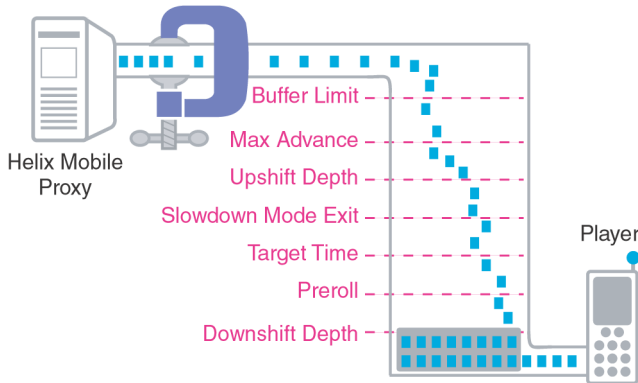 Buffer Limit
Max Advance
Helix Mobile
Proxy
Upshift Depth
Slowdown Mode Exit
Player
Target Time
Preroll
Downshift Depth